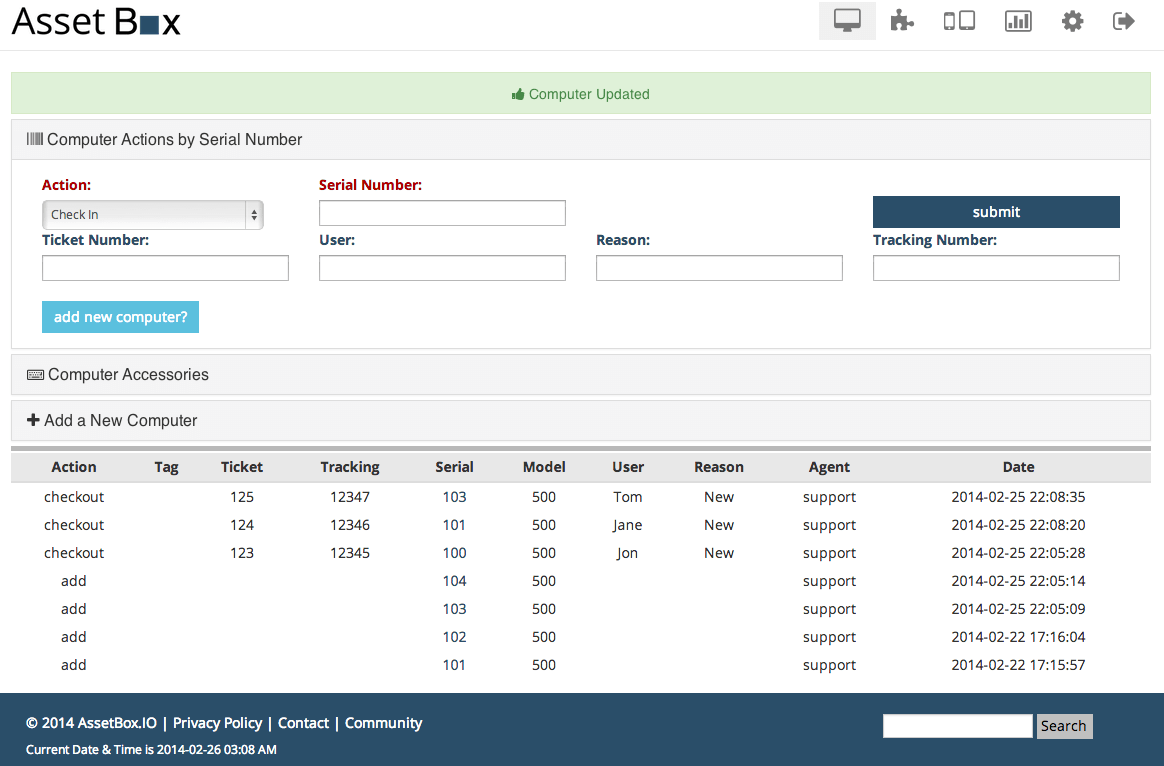 Asset Box
Computer Updated
Computer Actions by Serial Number
Action: Serial Number:
Check In submit
Ticket Number: User: Reason: Tracking Number:
add new computer?
Computer Accessories
Add a New Computer
Action Tag Ticket Tracking Serial Model User Reason Agent Date
checkout 125 12347 103 500 Tom New support 2014-02-25 22:08:35
checkout 124 12346 101 500 Jane New support 2014-02-25 22:08:20
checkout 123 12345 100 500 Jon New support 2014-02-25 22:05:28
add 104 500 support 2014-02-25 22:05:14
add 103 500 support 2014-02-25 22:05:09
add 102 500 support 2014-02-22 17:16:04
add 101 500 support 2014-02-22 17:15:57
© 2014 AssetBox.IO | Privacy Policy | Contact | Community
Search
Current Date & Time is 2014-02-26 03:08 AM